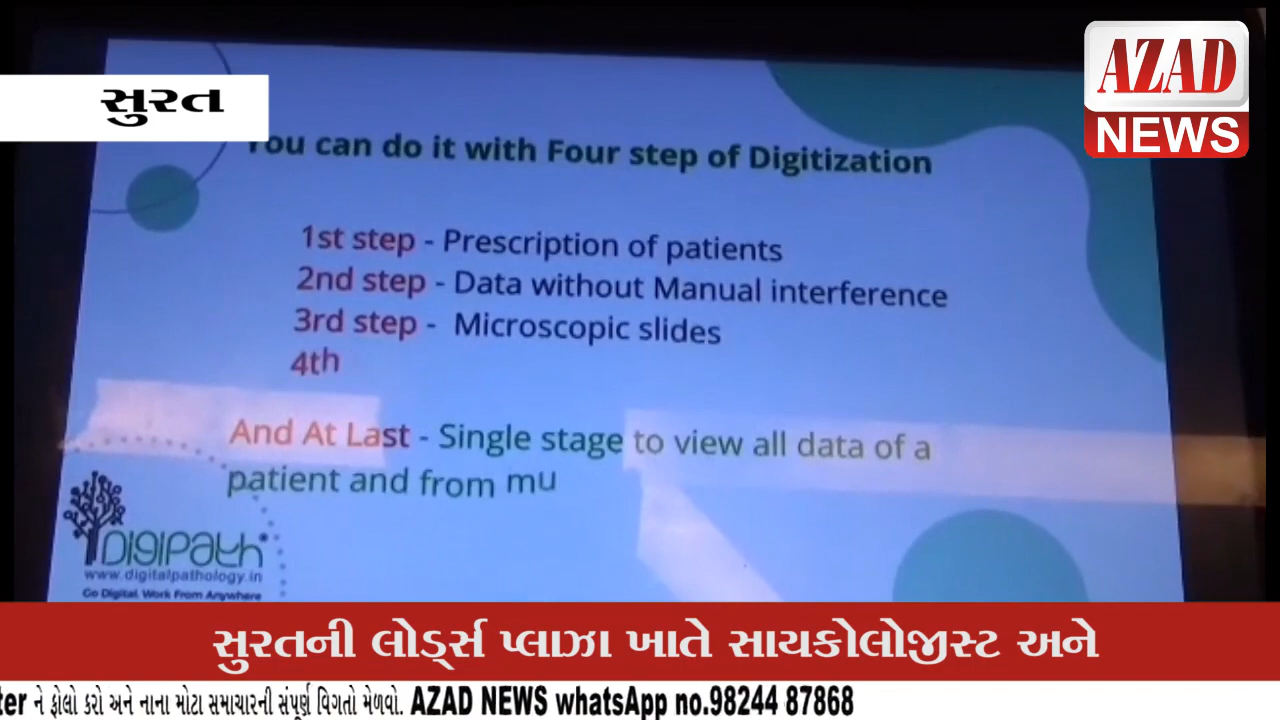 AZAD
NEWS
સુરત
You can do it with Four step of Digitization
1st step - Prescription of patients
2nd step - Data without Manual interference
3rd step - Microscopic slides
4th
And At Last - Single stage to view all data of a
patient and from mu
DIGIPath
www.digitalpathology.in
Go Digital, Work From Anywhere
સુરતની લોર્ડ્સ પ્લાઝા ખાતે સાયકોલોજીસ્ટ અને
ter ને ફોલો કરો અને નાના મોટા સમાચારની સંપૂર્ણ વિગતો મેળવો. AZAD NEWS whatsApp no.98244 87868